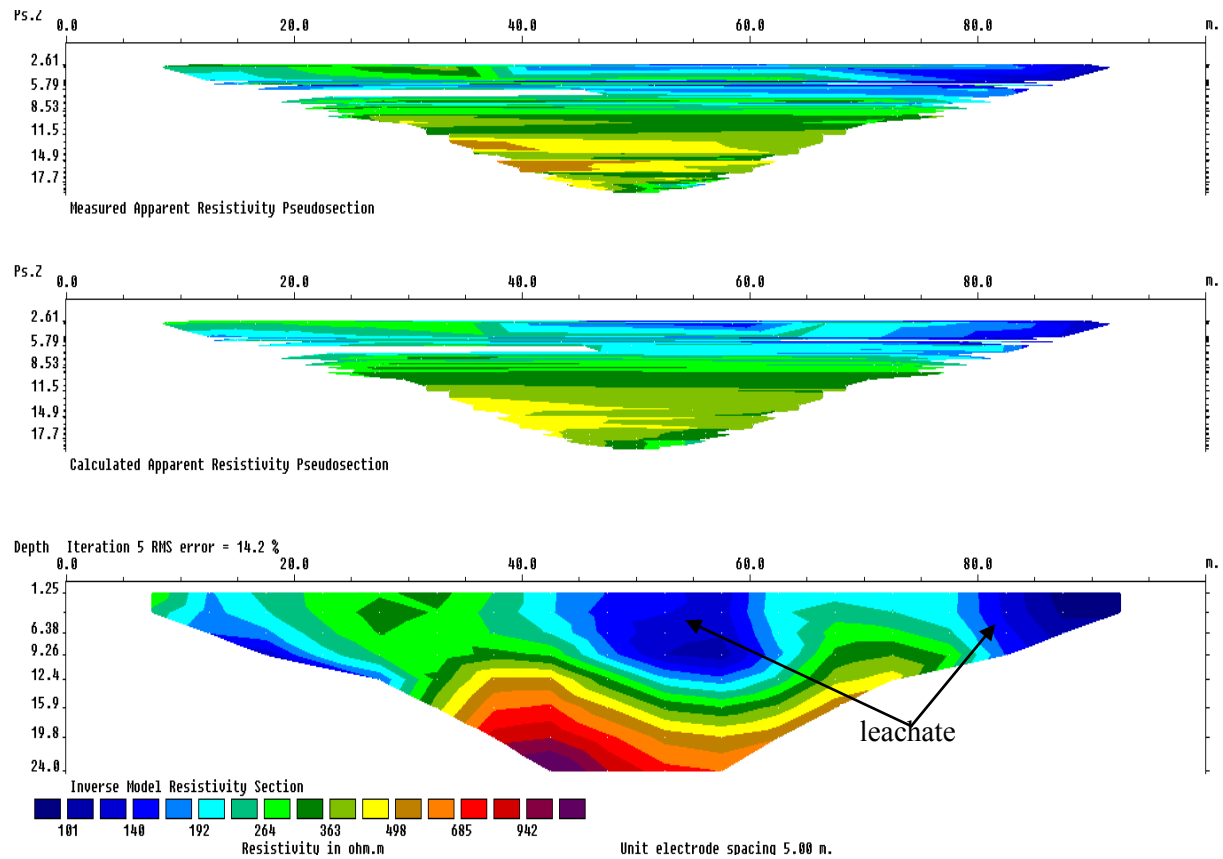 Ps.Z 0.0 20.0 40.0 60.0 80.0 m.
2.61
5.79
8.53
11.5
14.9
17.7
Measured Apparent Resistivity Pseudosection
Ps.Z 0.0 20.0 40.0 60.0 80.0 m.
2.61
5.79
8.53
11.5
14.9
17.7
Calculated Apparent Resistivity Pseudosection
Depth Iteration 5 RMS error = 14.2 %
0.0 20.0 40.0 60.0 80.0 m.
1.25
6.38
9.26
12.4
15.9
19.8
24.0
leachate
Inverse Model Resistivity Section
101 140 192 264 363 498 685 942
Resistivity in ohm.m Unit electrode spacing 5.00 m.